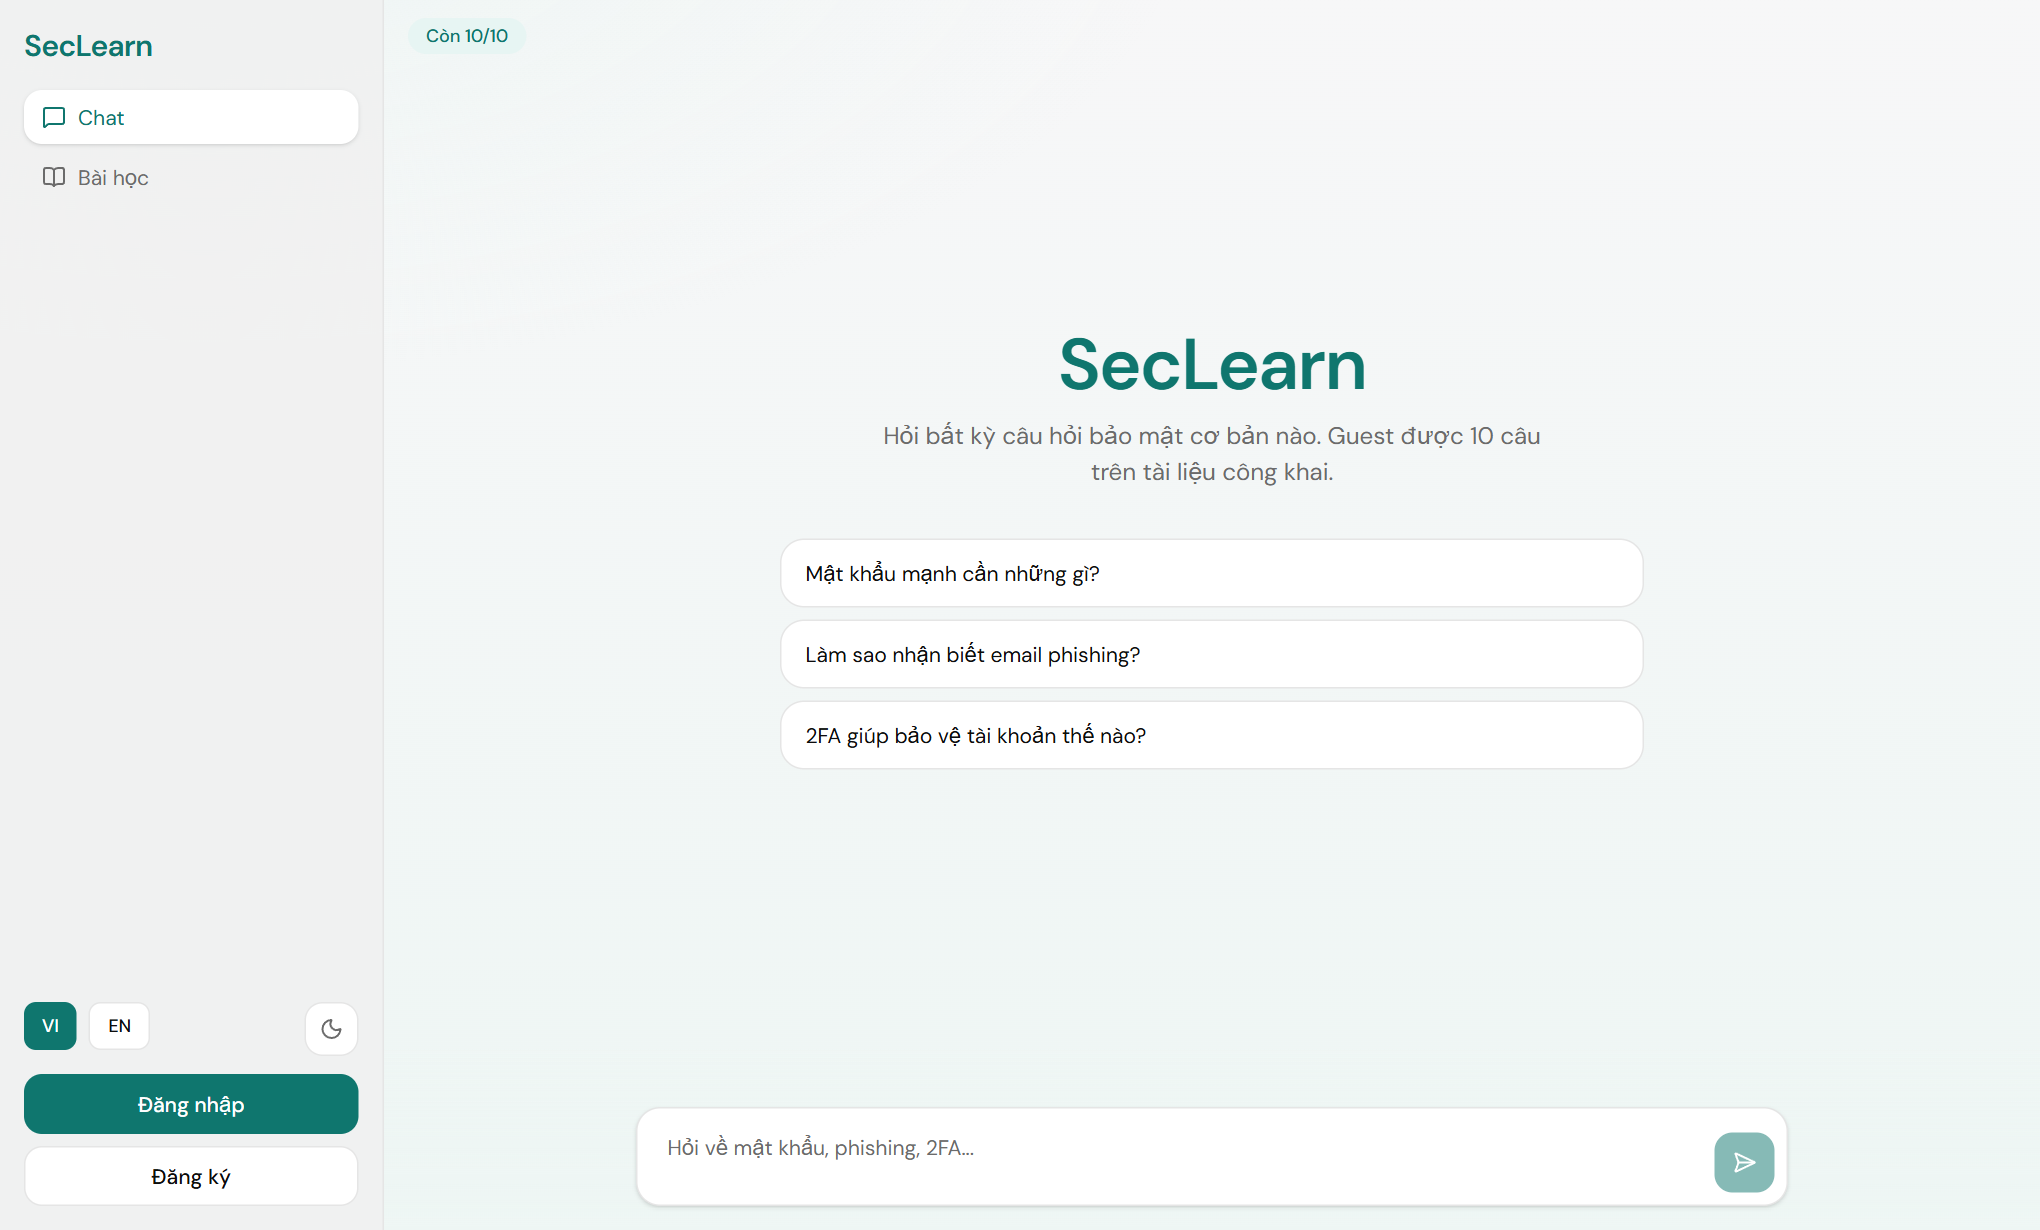 SecLearn
Chat
Bài học
VI
EN
Đăng nhập
Đăng ký
Còn 10/10
SecLearn
Hỏi bất kỳ câu hỏi bảo mật cơ bản nào. Guest được 10 câu
trên tài liệu công khai.
Mật khẩu mạnh cần những gì?
Làm sao nhận biết email phishing?
2FA giúp bảo vệ tài khoản thế nào?
Hỏi về mật khẩu, phishing, 2FA...